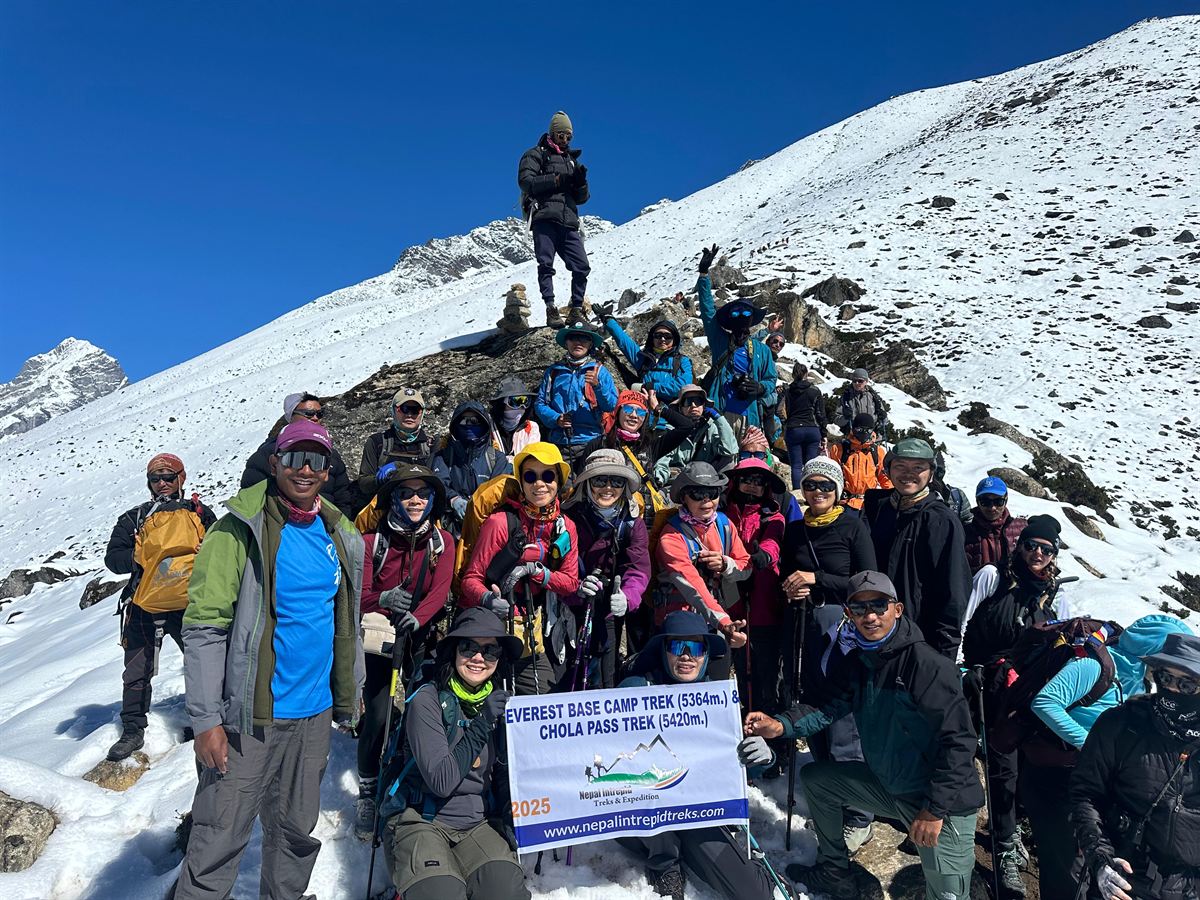 EVEREST BASE CAMP TREK (5364m.) &
CHOLA PASS TREK (5420m.)
Nepal Intrepid
Treks & Expedition
2025
www.nepalintrepidtreks.com